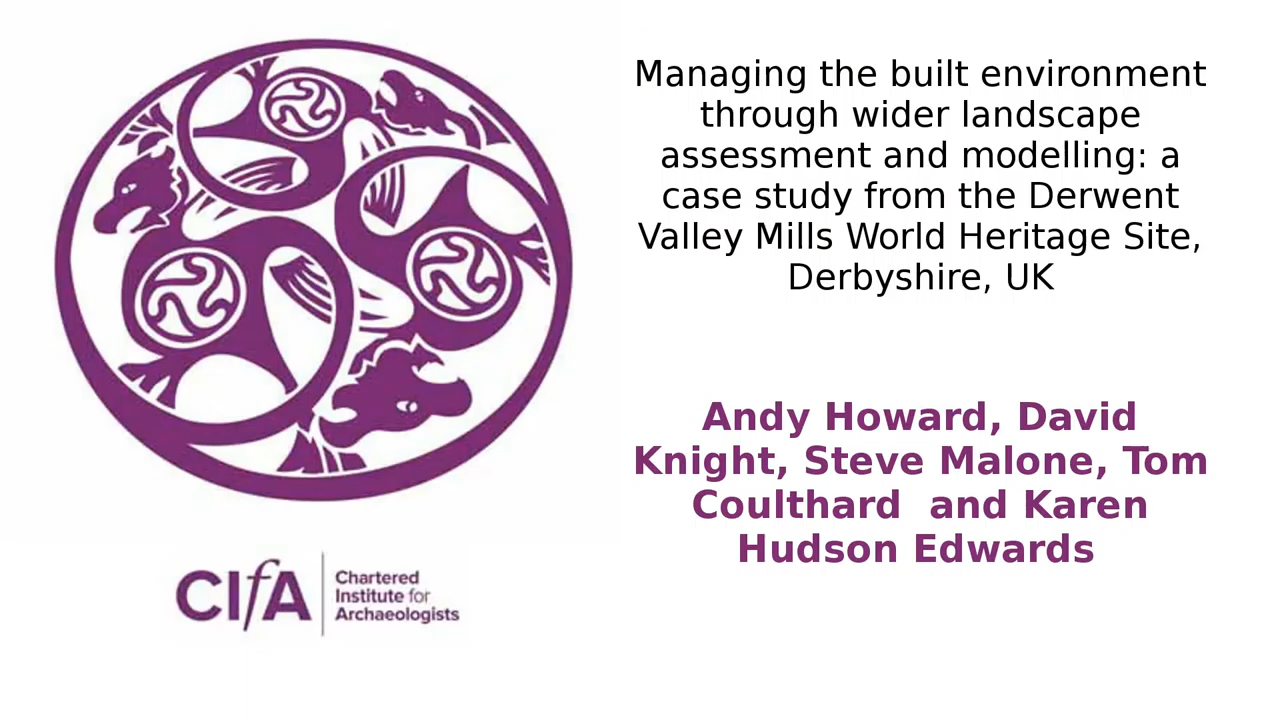 Managing the built environment
through wider landscape
assessment and modelling: a
case study from the Derwent
Valley Mills World Heritage Site,
Derbyshire, UK
Andy Howard, David
Knight, Steve Malone, Tom
Coulthard  and Karen
Hudson Edwards
CIfA
Chartered
Institute for
Archaeologists